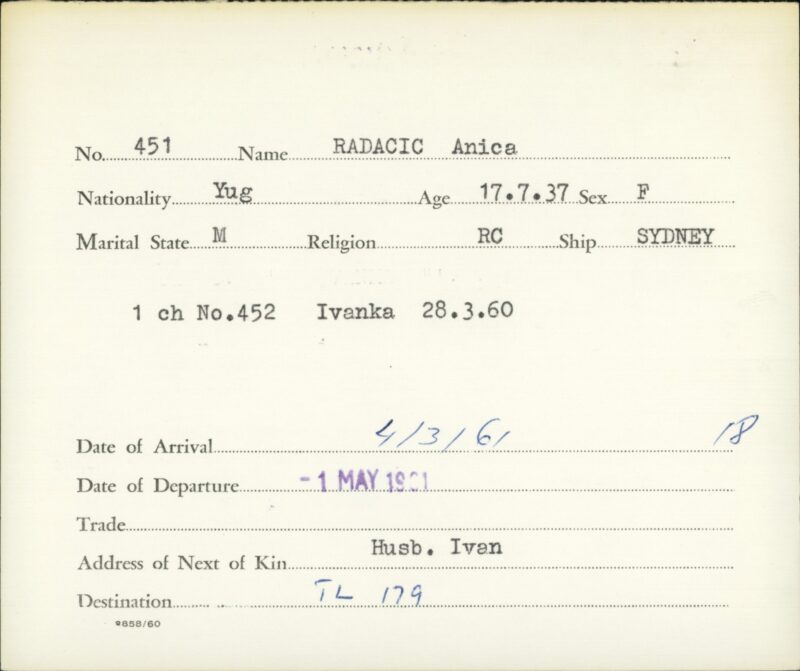 No. 451 Name RADACIC Anica
Nationality Yug Age 17.7.37 Sex F
Marital State M Religion RC Ship SYDNEY
1 ch No.452 Ivanka 28.3.60
Date of Arrival 4/3/61 18
Date of Departure -1 MAY 1961
Trade
Address of Next of Kin Husb. Ivan
Destination TL 179
9858/60